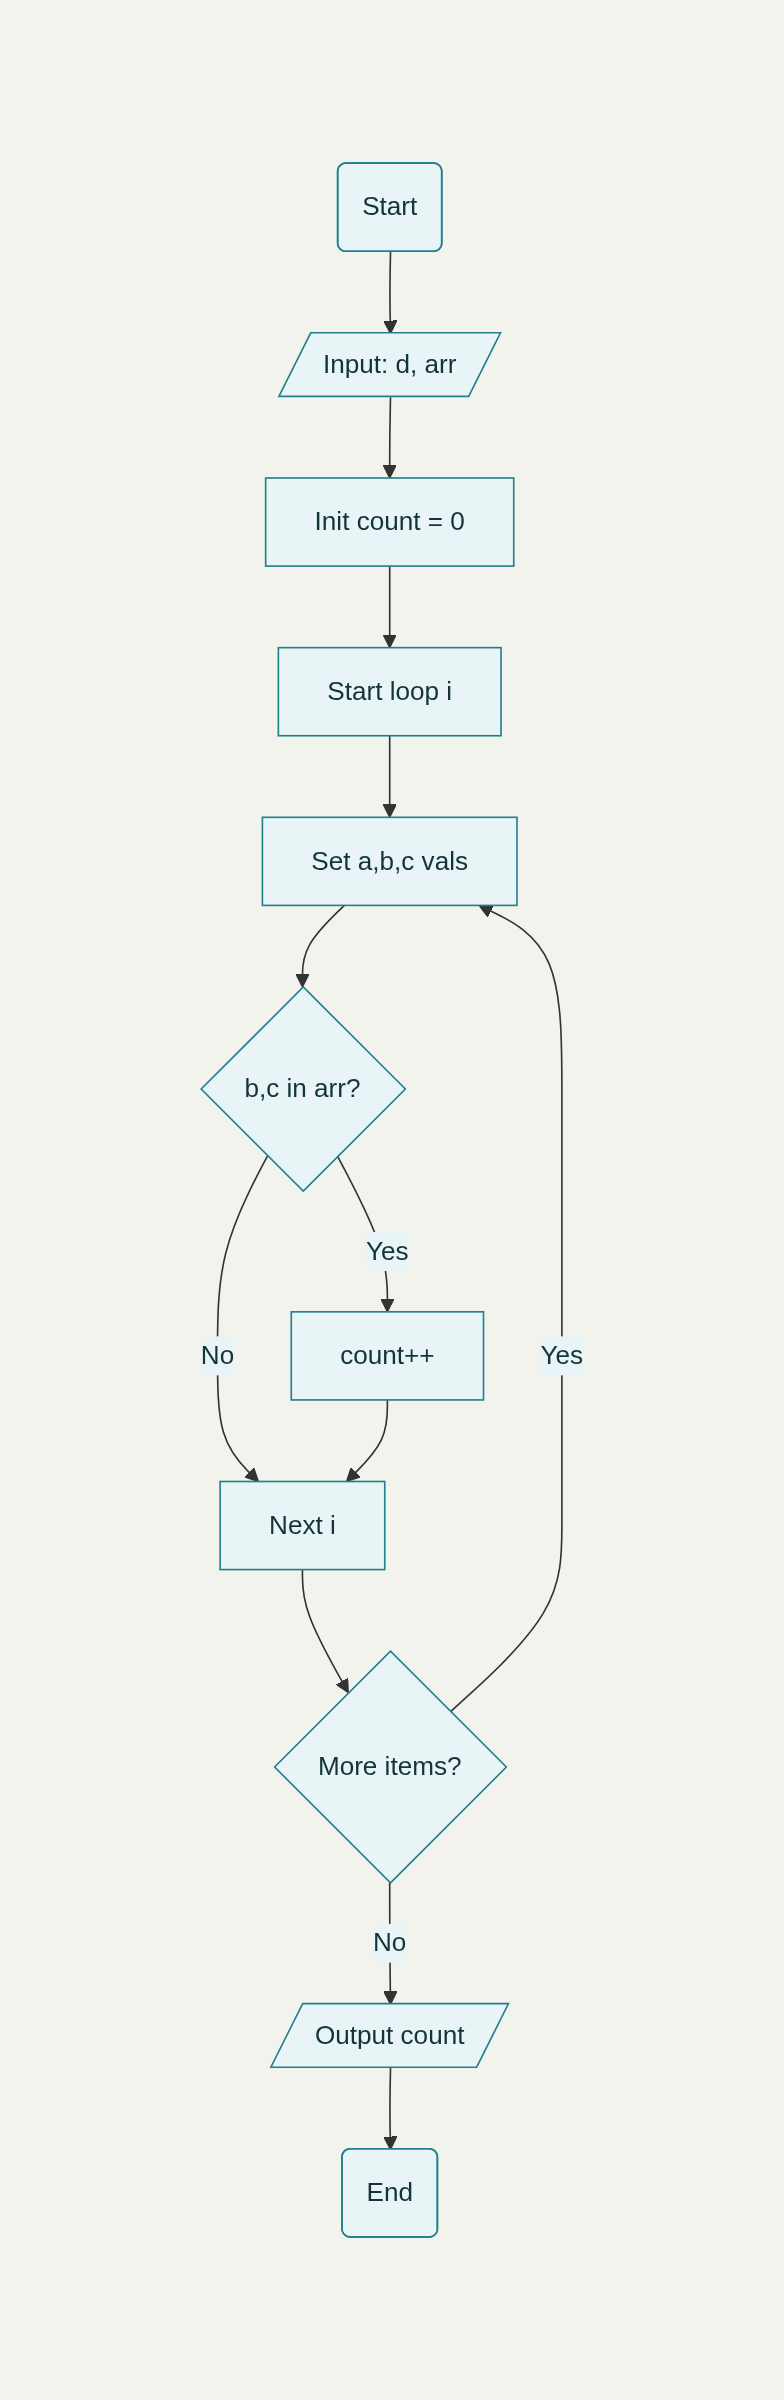 Start
Input: d, arr
Init count = 0
Start loop i
Set a,b,c vals
b,c in arr?
Yes
No
count++
Yes
Next i
More items?
No
Output count
End